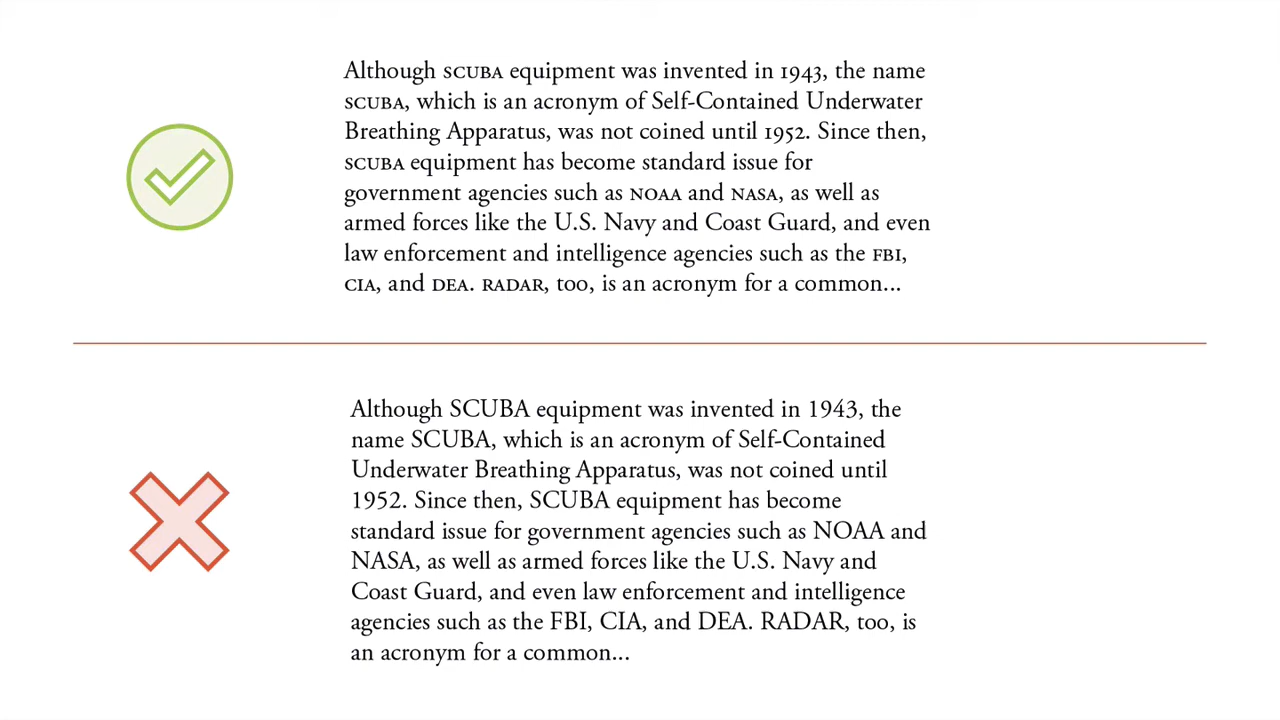 Although SCUBA equipment was invented in 1943, the name
SCUBA, which is an acronym of Self-Contained Underwater
Breathing Apparatus, was not coined until 1952. Since then,
SCUBA equipment has become standard issue for
government agencies such as NOAA and NASA, as well as
armed forces like the U.S. Navy and Coast Guard, and even
law enforcement and intelligence agencies such as the FBI,
CIA, and DEA. RADAR, too, is an acronym for a common...
Although SCUBA equipment was invented in 1943, the
name SCUBA, which is an acronym of Self-Contained
Underwater Breathing Apparatus, was not coined until
1952. Since then, SCUBA equipment has become
standard issue for government agencies such as NOAA and
NASA, as well as armed forces like the U.S. Navy and
Coast Guard, and even law enforcement and intelligence
agencies such as the FBI, CIA, and DEA. RADAR, too, is
an acronym for a common...